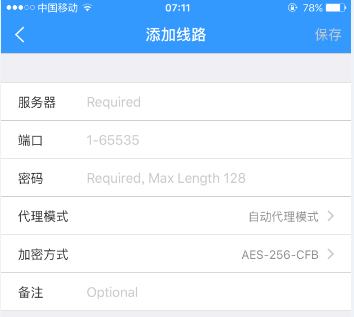 中国移动 07:11 78%
添加线路 保存
服务器 Required
端口 1-65535
密码 Required, Max Length 128
代理模式 自动代理模式
加密方式 AES-256-CFB
备注 Optional